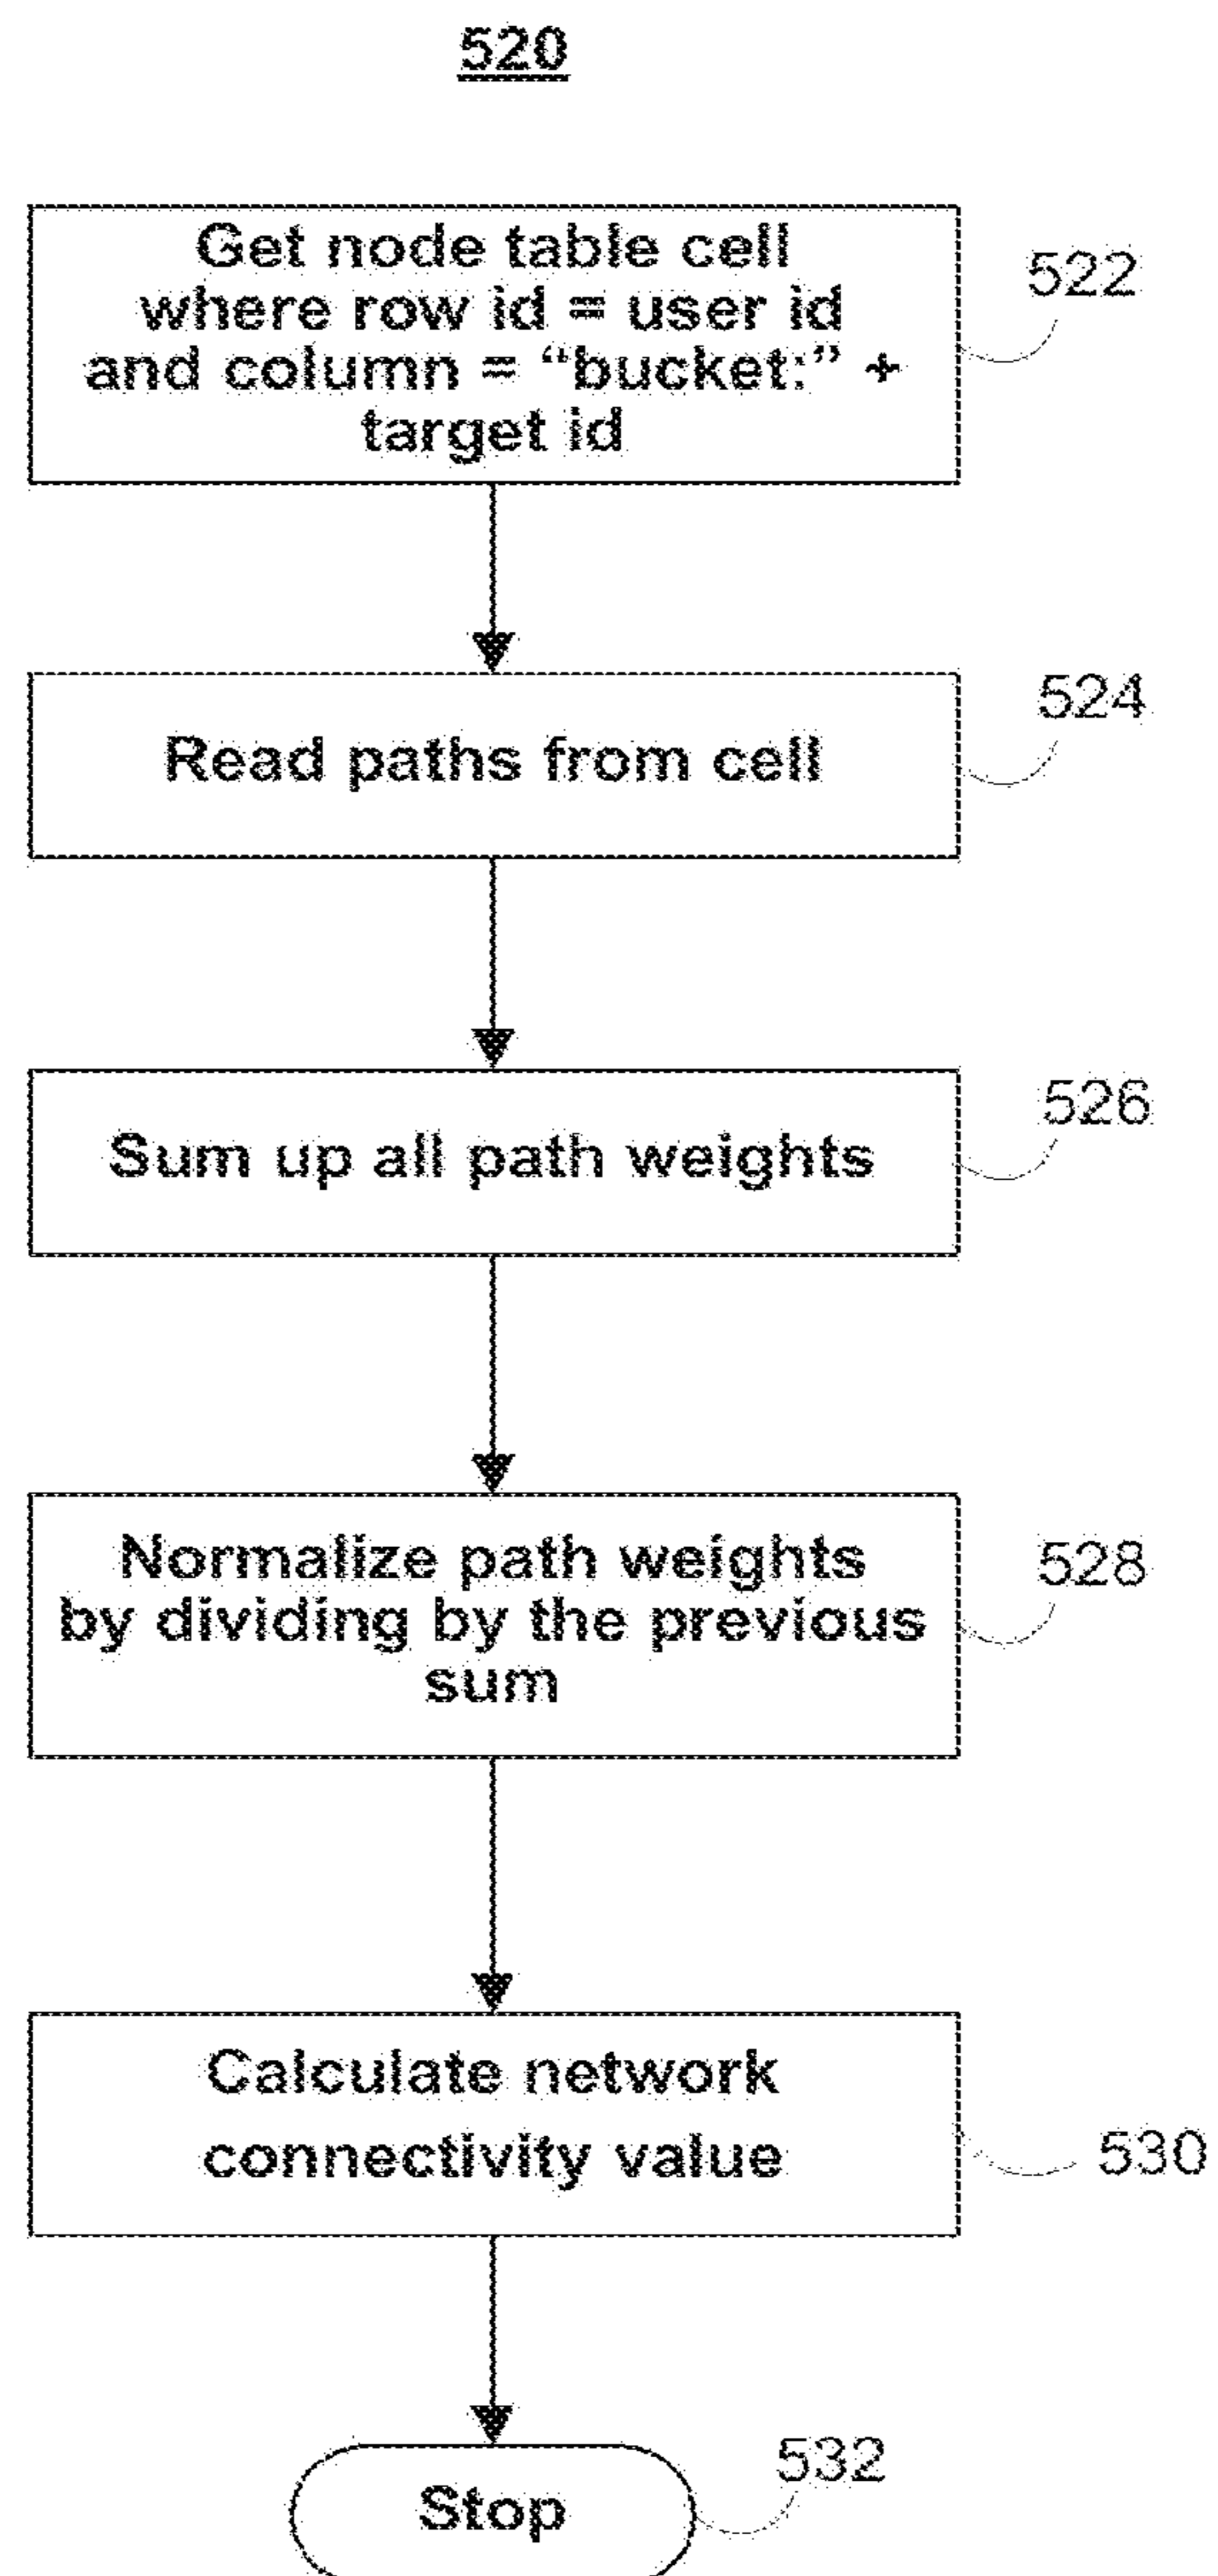 520
Get node table cell
where row id = user id
and column = “bucket:” +
target id
522
Read paths from cell
524
Sum up all path weights
526
Normalize path weights
by dividing by the previous
sum
528
Calculate network
connectivity value
530
Stop
532